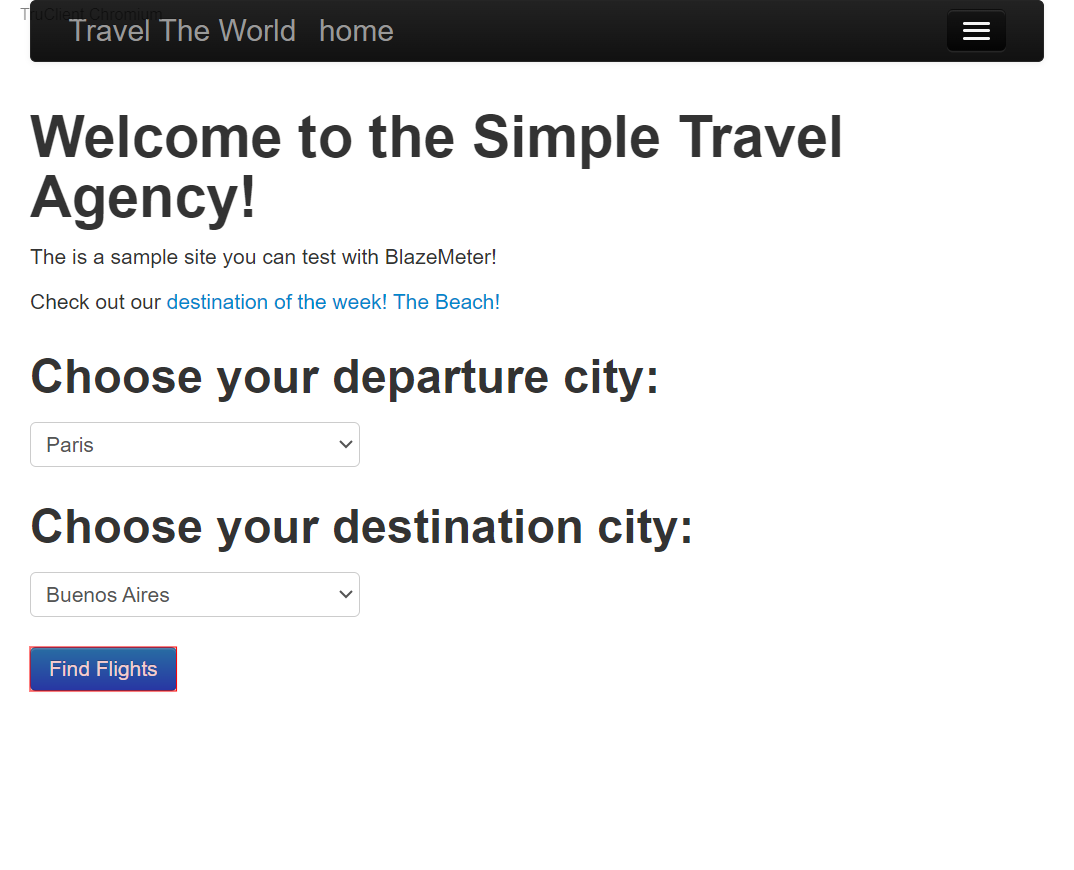 TruClient Chromium
Travel The World home
Welcome to the Simple Travel
Agency!
The is a sample site you can test with BlazeMeter!
Check out our destination of the week! The Beach!
Choose your departure city:
Paris
Choose your destination city:
Buenos Aires
Find Flights